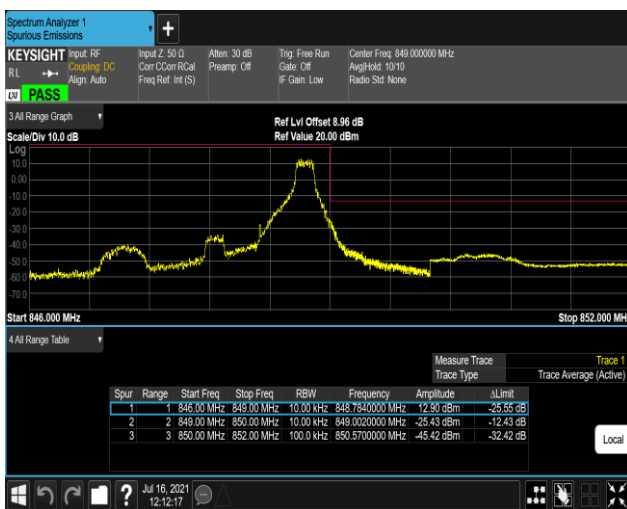 Spectrum Analyzer 1
Spurious Emissions
+
KEYSIGHT Input: RF Input Z: 50 Ω Atten: 30 dB Trig: Free Run Center Freq: 849.000000 MHz
RL Coupling: DC Corr CCorr RCal Preamp: Off Gate: Off Avg|Hold: 10/10
Align: Auto Freq Ref: Int (S) IF Gain: Low Radio Std: None
LXI PASS
3 All Range Graph
Ref Lvl Offset 8.96 dB
Scale/Div 10.0 dB Ref Value 20.00 dBm
Log
10.0
0.00
-10.0
-20.0
-30.0
-40.0
-50.0
-60.0
-70.0
Start 846.000 MHz Stop 852.000 MH
4 All Range Table
Measure Trace Trace 1
Trace Type Trace Average (Active)
Spur Range Start Freq Stop Freq RBW Frequency Amplitude ΔLimit
1 1 846.00 MHz 849.00 MHz 10.00 kHz 848.7840000 MHz 12.90 dBm -25.55 dB
2 2 849.00 MHz 850.00 MHz 10.00 kHz 849.0020000 MHz -25.43 dBm -12.43 dB
3 3 850.00 MHz 852.00 MHz 100.0 kHz 850.5700000 MHz -45.42 dBm -32.42 dB
Local
? Jul 16, 2021
12:12:17